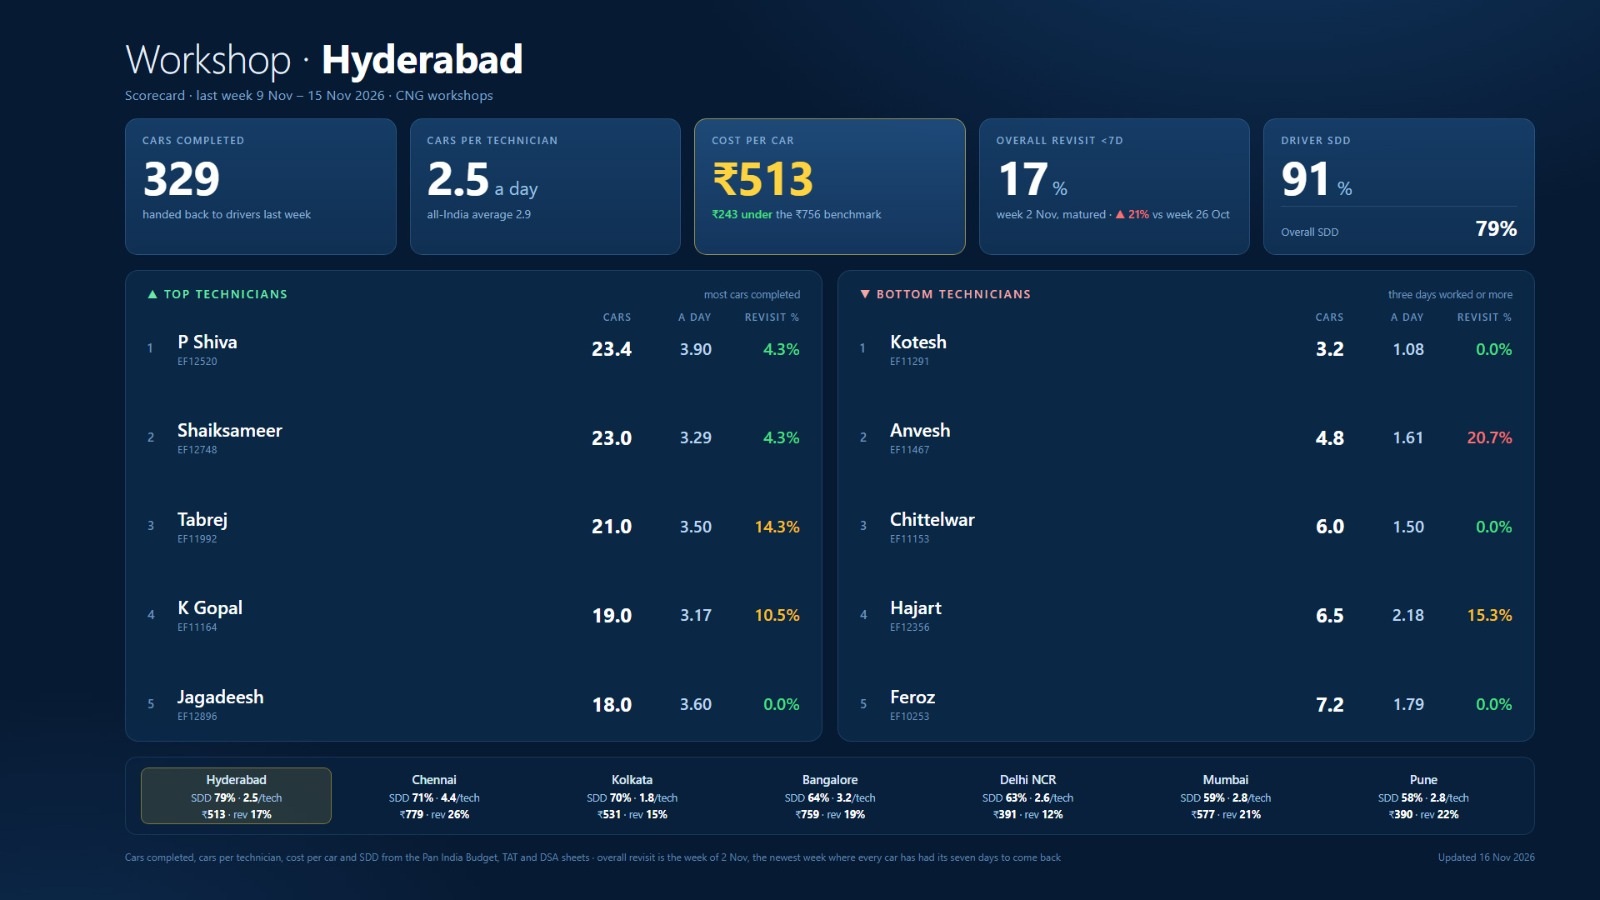 Workshop · Hyderabad
Scorecard · last week 9 Nov – 15 Nov 2026 · CNG workshops
CARS COMPLETED
329
handed back to drivers last week
CARS PER TECHNICIAN
2.5 a day
all-India average 2.9
COST PER CAR
₹513
₹243 under the ₹756 benchmark
OVERALL REVISIT <7D
17 %
week 2 Nov, matured · ▲ 21% vs week 26 Oct
DRIVER SDD
91 %
Overall SDD 79%
▲ TOP TECHNICIANS most cars completed
CARS A DAY REVISIT %
1 P Shiva 23.4 3.90 4.3%
EF12520
2 Shaiksameer 23.0 3.29 4.3%
EF12748
3 Tabrej 21.0 3.50 14.3%
EF11992
4 K Gopal 19.0 3.17 10.5%
EF11164
5 Jagadeesh 18.0 3.60 0.0%
EF12896
▼ BOTTOM TECHNICIANS three days worked or more
CARS A DAY REVISIT %
1 Kotesh 3.2 1.08 0.0%
EF11291
2 Anvesh 4.8 1.61 20.7%
EF11467
3 Chittelwar 6.0 1.50 0.0%
EF11153
4 Hajart 6.5 2.18 15.3%
EF12356
5 Feroz 7.2 1.79 0.0%
EF10253
Hyderabad
SDD 79% · 2.5/tech
₹513 · rev 17%
Chennai
SDD 71% · 4.4/tech
₹779 · rev 26%
Kolkata
SDD 70% · 1.8/tech
₹531 · rev 15%
Bangalore
SDD 64% · 3.2/tech
₹759 · rev 19%
Delhi NCR
SDD 63% · 2.6/tech
₹391 · rev 12%
Mumbai
SDD 59% · 2.8/tech
₹577 · rev 21%
Pune
SDD 58% · 2.8/tech
₹390 · rev 22%
Cars completed, cars per technician, cost per car and SDD from the Pan India Budget, TAT and DSA sheets · overall revisit is the week of 2 Nov, the newest week where every car has had its seven days to come back
Updated 16 Nov 2026